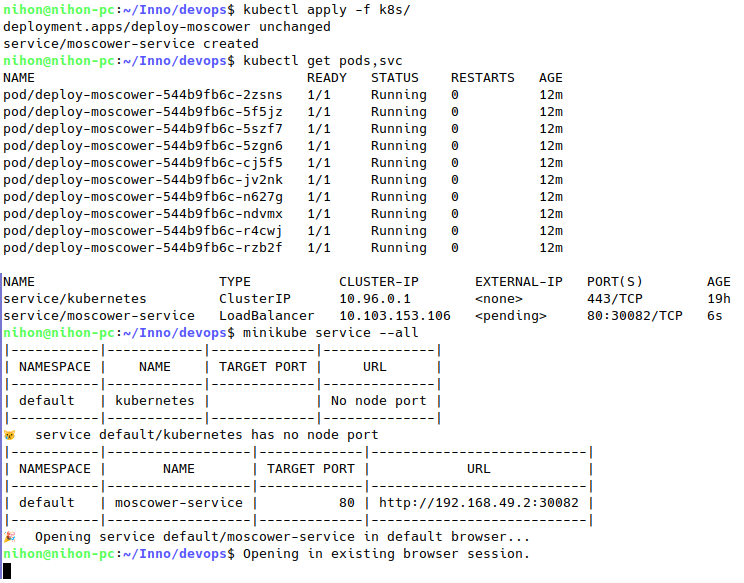 nihon@nihon-pc:~/Inno/devops$ kubectl apply -f k8s/
deployment.apps/deploy-moscower unchanged
service/moscower-service created
nihon@nihon-pc:~/Inno/devops$ kubectl get pods,svc
NAME                                   READY   STATUS    RESTARTS   AGE
pod/deploy-moscower-544b9fb6c-2zsns   1/1     Running   0          12m
pod/deploy-moscower-544b9fb6c-5f5jz   1/1     Running   0          12m
pod/deploy-moscower-544b9fb6c-5szf7   1/1     Running   0          12m
pod/deploy-moscower-544b9fb6c-5zgn6   1/1     Running   0          12m
pod/deploy-moscower-544b9fb6c-cj5f5   1/1     Running   0          12m
pod/deploy-moscower-544b9fb6c-jv2nk   1/1     Running   0          12m
pod/deploy-moscower-544b9fb6c-n627g   1/1     Running   0          12m
pod/deploy-moscower-544b9fb6c-ndvmx   1/1     Running   0          12m
pod/deploy-moscower-544b9fb6c-r4cwj   1/1     Running   0          12m
pod/deploy-moscower-544b9fb6c-rzb2f   1/1     Running   0          12m
NAME                       TYPE           CLUSTER-IP       EXTERNAL-IP   PORT(S)        AGE
service/kubernetes         ClusterIP      10.96.0.1        <none>        443/TCP        19h
service/moscower-service   LoadBalancer   10.103.153.106   <pending>     80:30082/TCP   6s
nihon@nihon-pc:~/Inno/devops$ minikube service --all
|-----------|------------|-------------|--------------|
| NAMESPACE |    NAME    | TARGET PORT |     URL      |
|-----------|------------|-------------|--------------|
| default   | kubernetes |             | No node port |
|-----------|------------|-------------|--------------|
😿  service default/kubernetes has no node port
|-----------|------------------|-------------|---------------------------|
| NAMESPACE |       NAME       | TARGET PORT |            URL            |
|-----------|------------------|-------------|---------------------------|
| default   | moscower-service |          80 | http://192.168.49.2:30082 |
|-----------|------------------|-------------|---------------------------|
🎉  Opening service default/moscower-service in default browser...
nihon@nihon-pc:~/Inno/devops$ Opening in existing browser session.